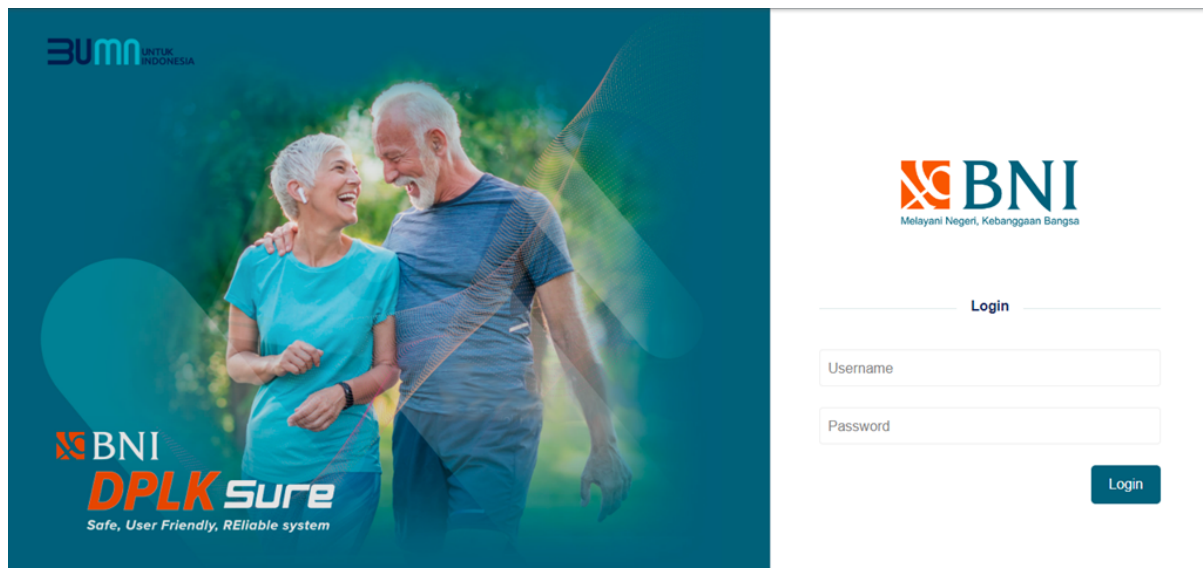 BUMN UNTUK
INDONESIA
BNI
DPLK Sure
Safe, User Friendly, REliable system
BNI
Melayani Negeri, Kebanggaan Bangsa
Login
Username
Password
Login